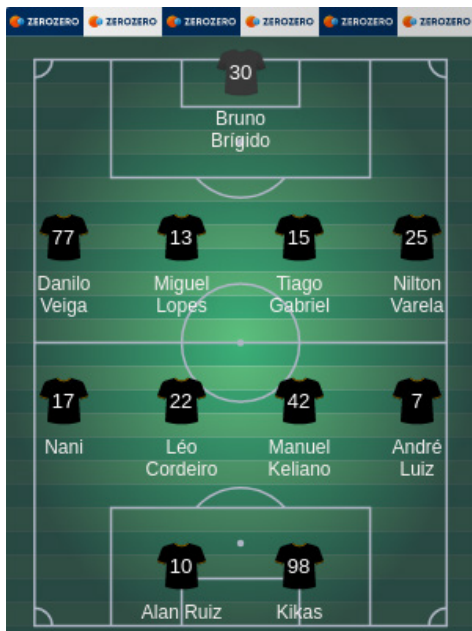 ZEROZERO ZEROZERO ZEROZERO ZEROZERO ZEROZERO ZEROZERO
30
Bruno
Brígido
77 13 15 25
Danilo Miguel Tiago Nilton
Veiga Lopes Gabriel Varela
17 22 42 7
Nani Léo Manuel André
Cordeiro Keliano Luiz
10 98
Alan Ruiz Kikas